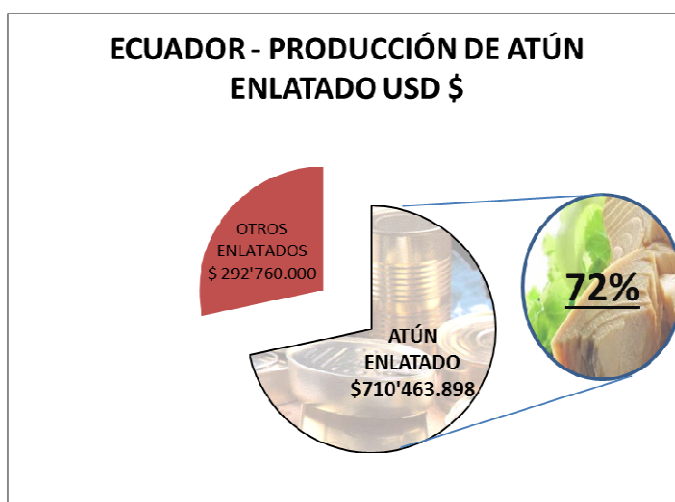 ECUADOR - PRODUCCIÓN DE ATÚN
ENLATADO USD $
OTROS
ENLATADOS
$ 292'760.000
72%
ATÚN
ENLATADO
$710'463.898